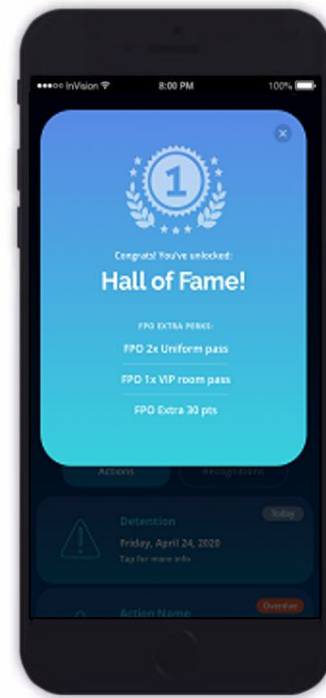 InVision 8:00 PM 100%
1
Congrats! You've unlocked:
Hall of Fame!
FPO EXTRA PERKS:
FPO 2x Uniform pass
FPO 1x VIP room pass
FPO Extra 30 pts
Actions Recognitions
Today
Detention
Friday, April 24, 2020
Tap for more info
Overdue
Action Name